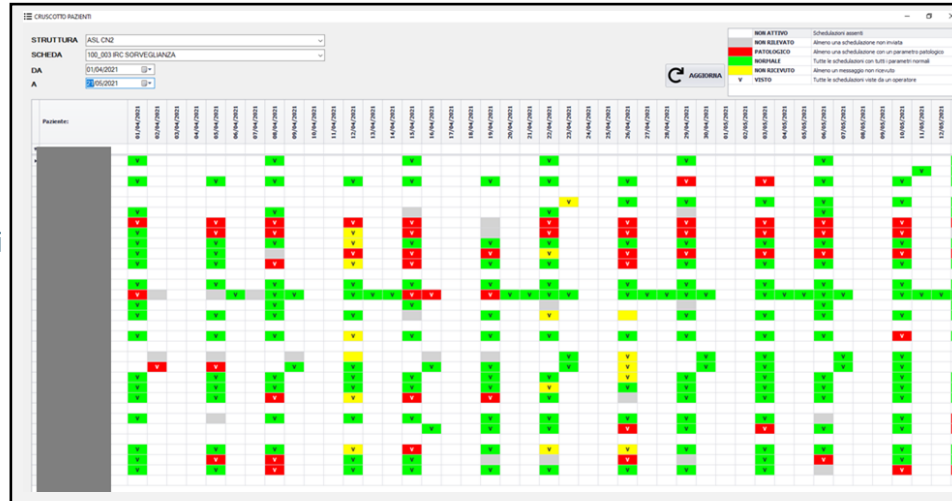 CRUSCOTTO PAZIENTI
STRUTTURA ASL CN2
SCHEDA 100_003 IRC SORVEGLIANZA
DA 01/04/2021
A 31/05/2021
AGGIORNA
NON ATTIVO Schedulazioni assenti
NON RILEVATO Almeno una schedulazione non inviata
PATOLOGICO Almeno una schedulazione con un parametro patologico
NORMALE Tutte le schedulazioni con tutti i parametri normali
NON RICEVUTO Almeno un messaggio non ricevuto
V VISTO Tutte le schedulazioni viste da un operatore
Paziente: 01/04/2021 02/04/2021 03/04/2021 04/04/2021 05/04/2021 06/04/2021 07/04/2021 08/04/2021 09/04/2021 10/04/2021 11/04/2021 12/04/2021 13/04/2021 14/04/2021 15/04/2021 16/04/2021 17/04/2021 18/04/2021 19/04/2021 20/04/2021 21/04/2021 22/04/2021 23/04/2021 24/04/2021 25/04/2021 26/04/2021 27/04/2021 28/04/2021 29/04/2021 30/04/2021 01/05/2021 02/05/2021 03/05/2021 04/05/2021 05/05/2021 06/05/2021 07/05/2021 08/05/2021 09/05/2021 10/05/2021 11/05/2021 12/05/2021